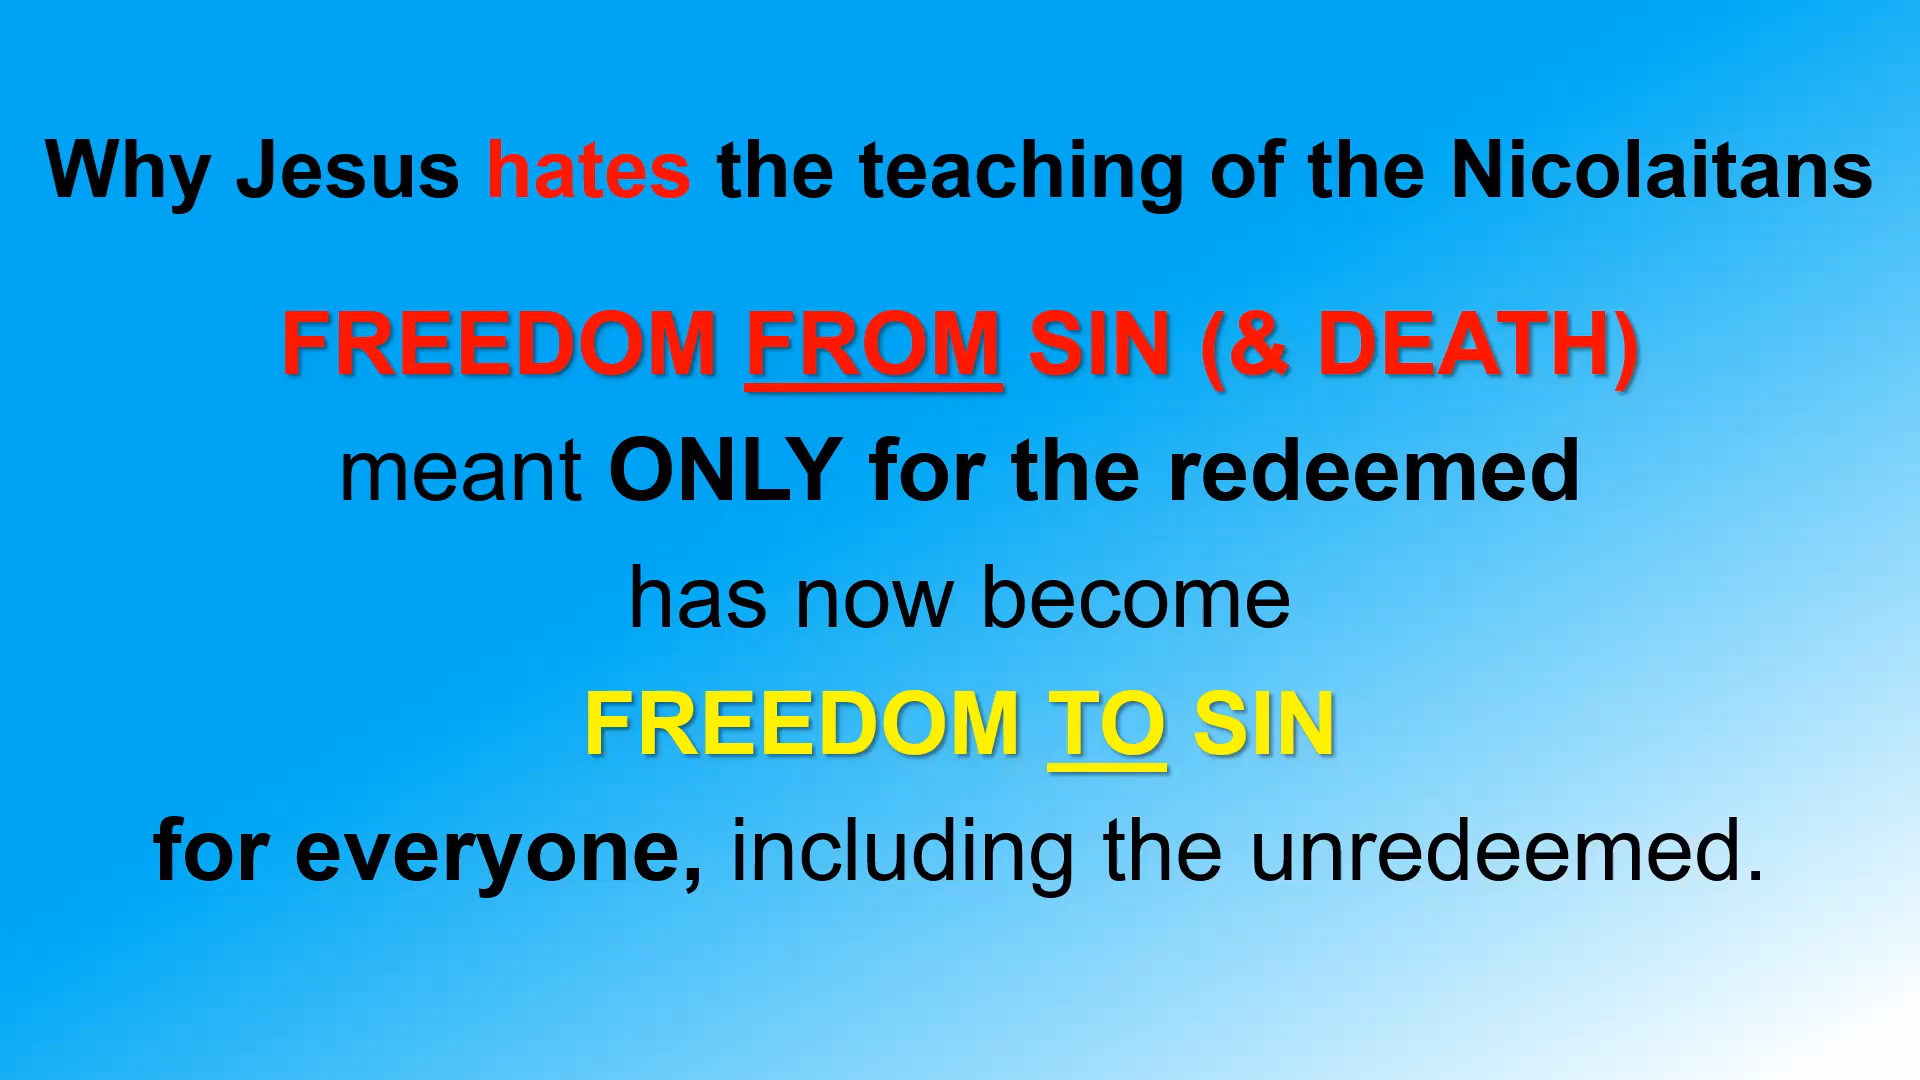 Why Jesus hates the teaching of the Nicolaitans
FREEDOM FROM SIN (& DEATH)
meant ONLY for the redeemed
has now become
FREEDOM TO SIN
for everyone, including the unredeemed.